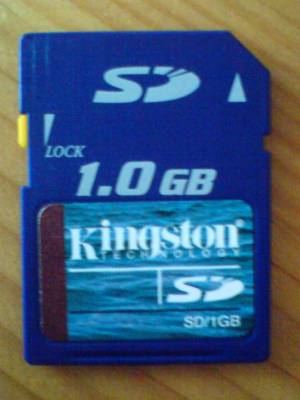 SD
LOCK
1.0 GB
Kingston
TECHNOLOGY
SD
SD/1GB